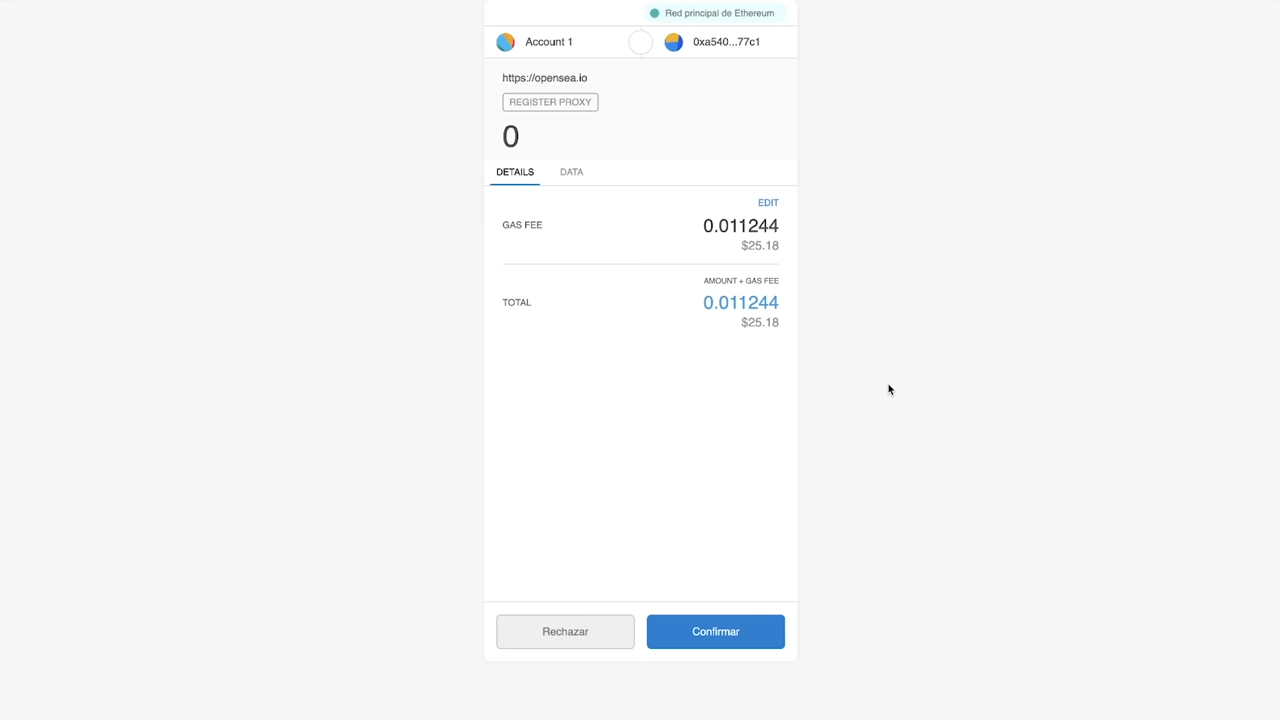 Red principal de Ethereum
Account 1
0xa540...77c1
https://opensea.io
REGISTER PROXY
0
DETAILS
DATA
EDIT
GAS FEE
0.011244
$25.18
AMOUNT + GAS FEE
TOTAL
0.011244
$25.18
Rechazar
Confirmar